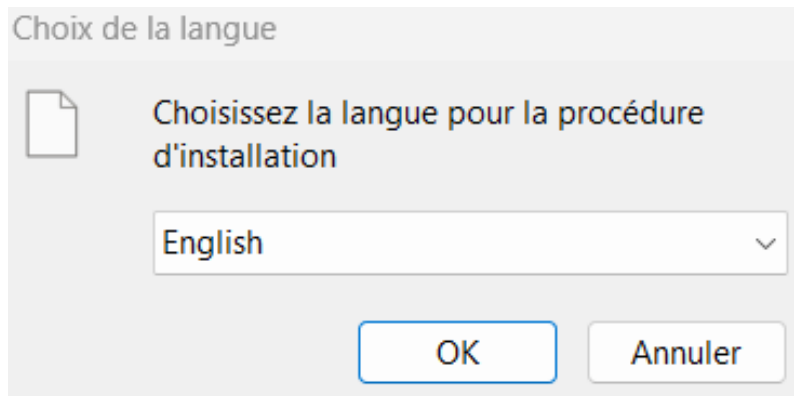 Choix de la langue
Choisissez la langue pour la procédure
d'installation
English
OK
Annuler